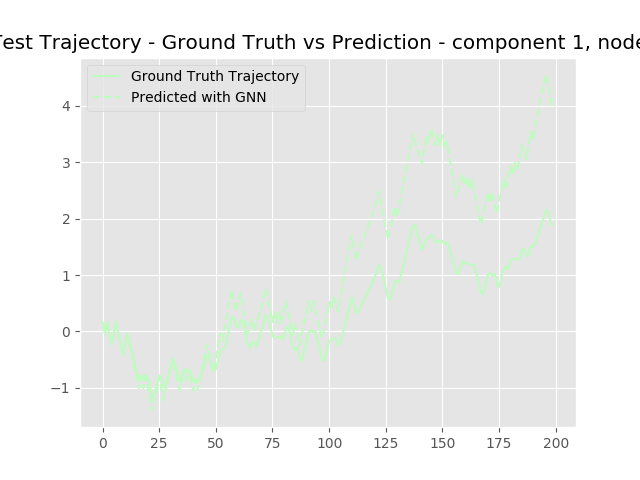 Test Trajectory - Ground Truth vs Prediction - component 1, node
Ground Truth Trajectory
Predicted with GNN
4
3
2
1
0
−1
0 25 50 75 100 125 150 175 200